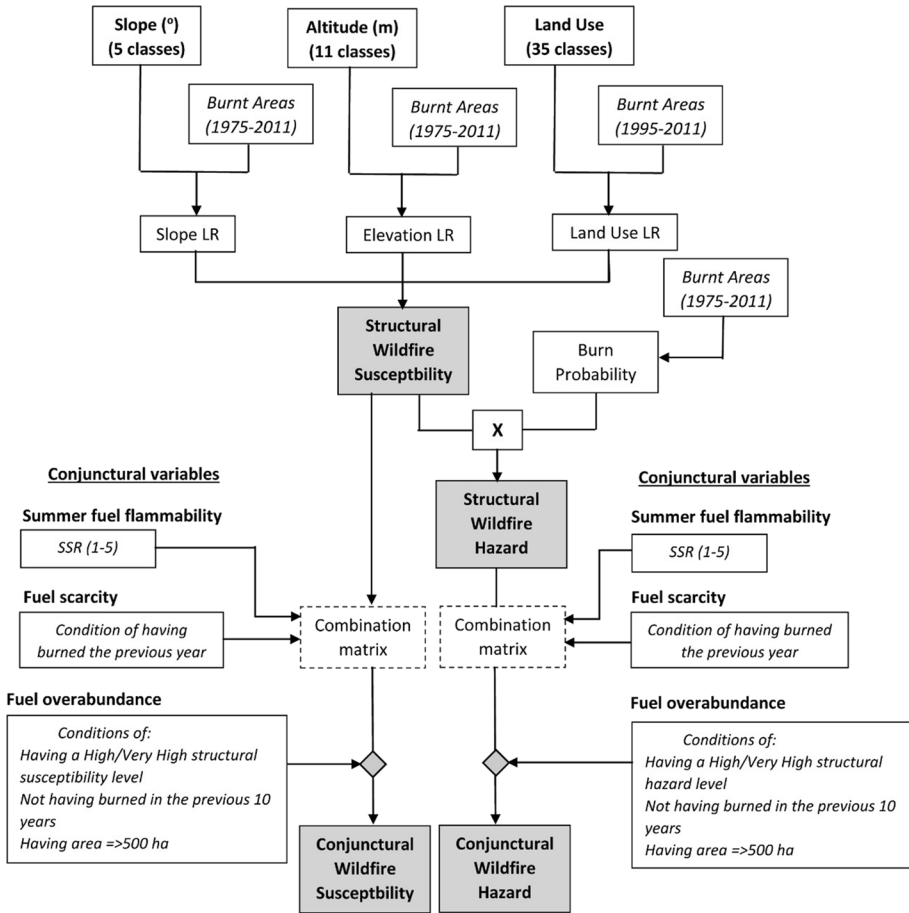 Slope (º)
(5 classes)
Altitude (m)
(11 classes)
Land Use
(35 classes)
Burnt Areas
(1975-2011)
Burnt Areas
(1975-2011)
Burnt Areas
(1995-2011)
Slope LR
Elevation LR
Land Use LR
Burnt Areas
(1975-2011)
Structural
Wildfire
Susceptbility
Burn
Probability
X
Conjunctural variables
Summer fuel flammability
SSR (1-5)
Fuel scarcity
Condition of having
burned the previous year
Structural
Wildfire
Hazard
Conjunctural variables
Summer fuel flammability
SSR (1-5)
Fuel scarcity
Condition of having burned
the previous year
Combination
matrix
Combination
matrix
Fuel overabundance
Conditions of:
Having a High/Very High structural
susceptibility level
Not having burned in the previous 10
years
Having area =>500 ha
Fuel overabundance
Conditions of:
Having a High/Very High structural
hazard level
Not having burned in the previous 10
years
Having area =>500 ha
Conjunctural
Wildfire
Susceptbility
Conjunctural
Wildfire
Hazard